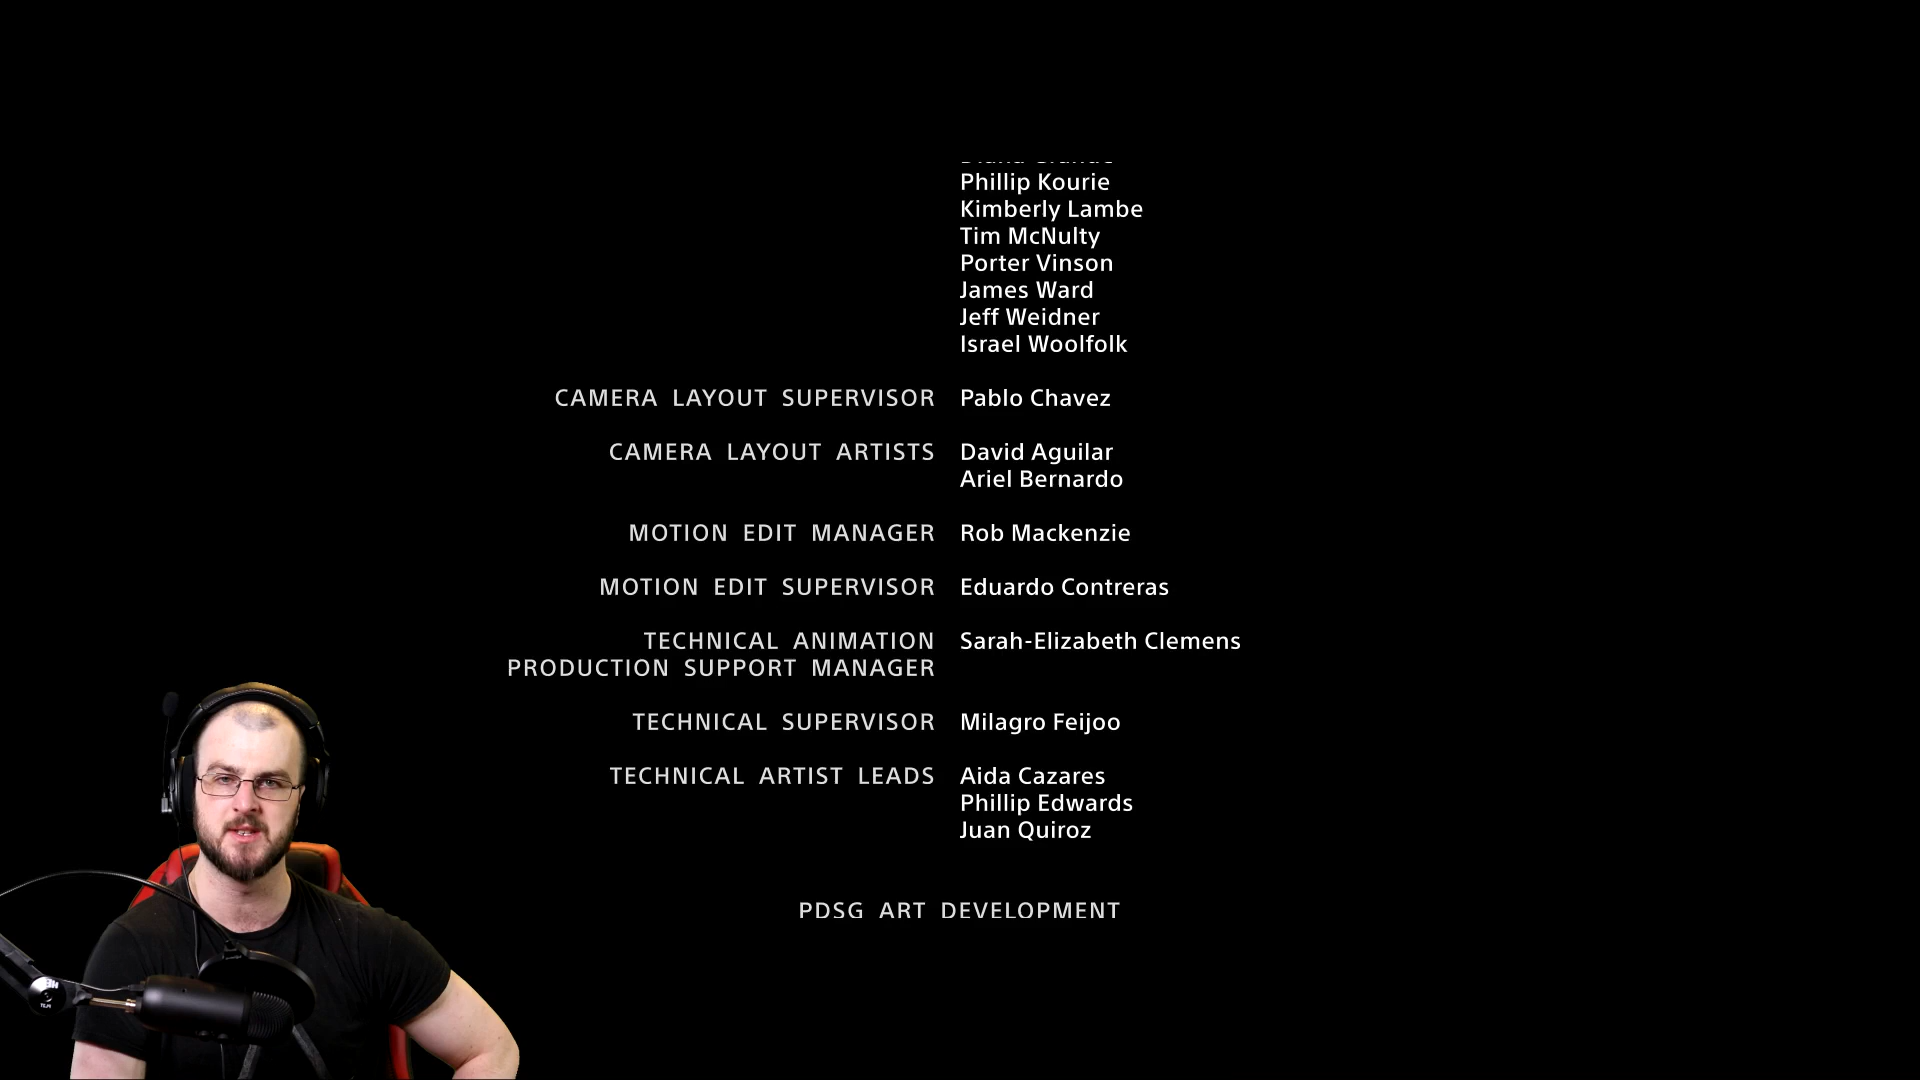 Phillip Kourie
Kimberly Lambe
Tim McNulty
Porter Vinson
James Ward
Jeff Weidner
Israel Woolfolk
CAMERA LAYOUT SUPERVISOR Pablo Chavez
CAMERA LAYOUT ARTISTS David Aguilar
Ariel Bernardo
MOTION EDIT MANAGER Rob Mackenzie
MOTION EDIT SUPERVISOR Eduardo Contreras
TECHNICAL ANIMATION Sarah-Elizabeth Clemens
PRODUCTION SUPPORT MANAGER
TECHNICAL SUPERVISOR Milagro Feijoo
TECHNICAL ARTIST LEADS Aida Cazares
Phillip Edwards
Juan Quiroz
PDSG ART DEVELOPMENT